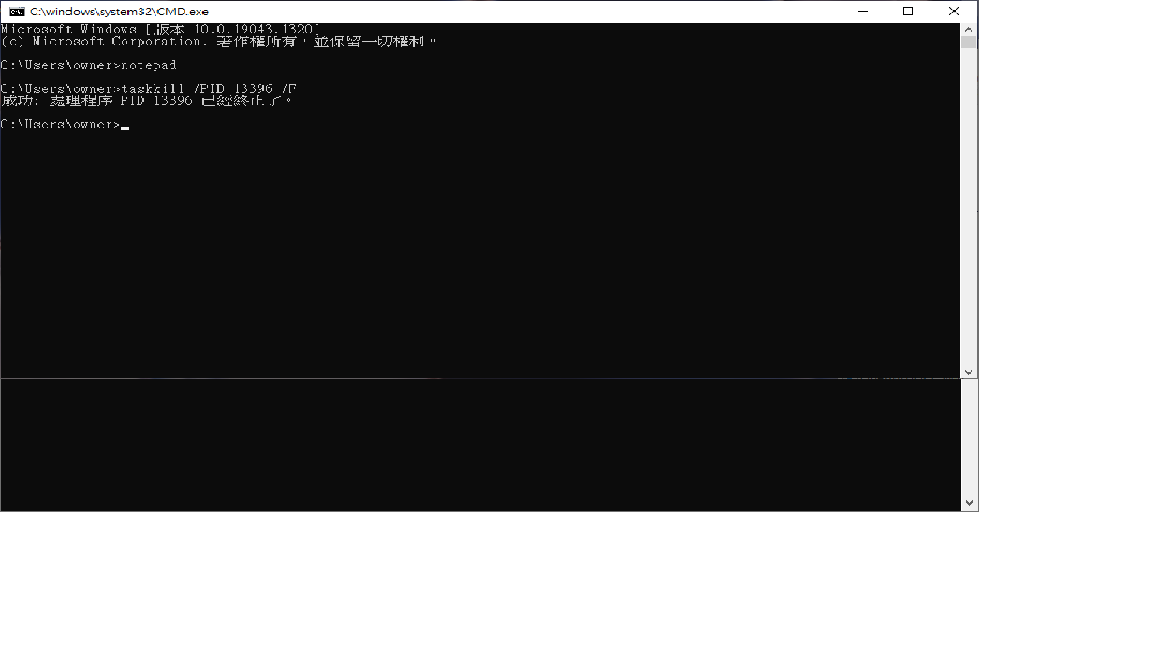 C:\windows\system32\CMD.exe
Microsoft Windows [版本 10.0.19043.1320]
(c) Microsoft Corporation. 著作權所有，並保留一切權利。
C:\Users\owner>notepad
C:\Users\owner>taskkill /PID 13396 /F
成功: 處理程序 PID 13396 已經終止了。
C:\Users\owner>